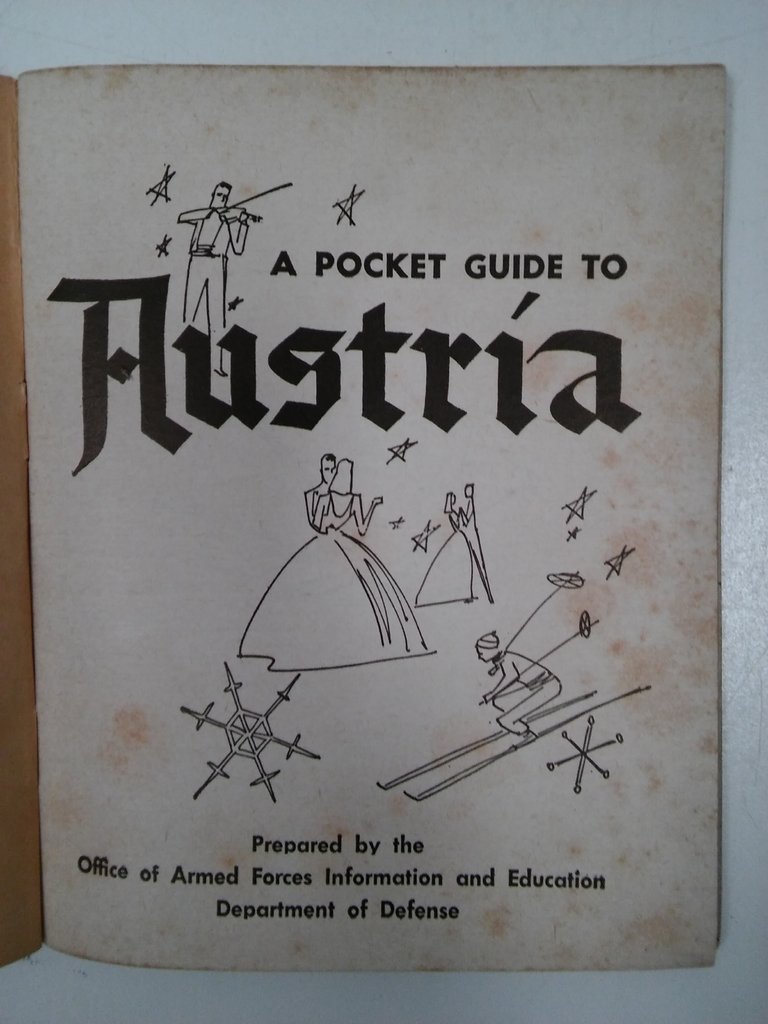 A POCKET GUIDE TO
Austria
Prepared by the
Office of Armed Forces Information and Education
Department of Defense